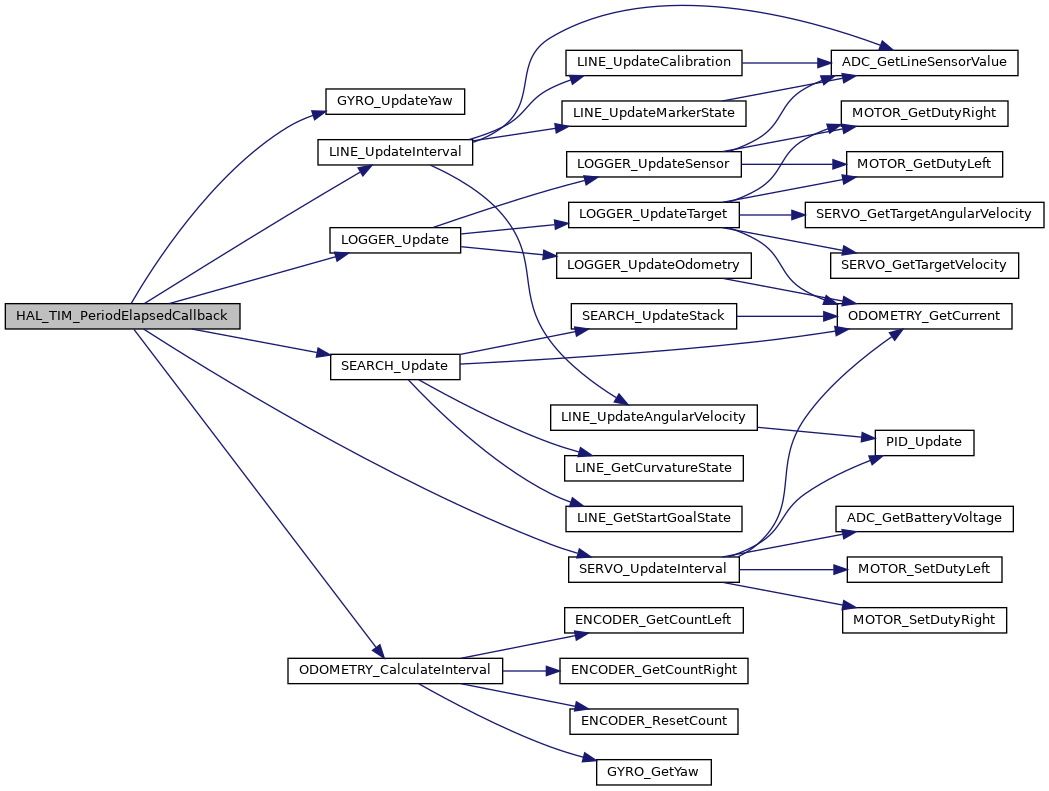 LINE_UpdateCalibration
ADC_GetLineSensorValue
GYRO_UpdateYaw
LINE_UpdateMarkerState
MOTOR_GetDutyRight
LINE_UpdateInterval
LOGGER_UpdateSensor
MOTOR_GetDutyLeft
LOGGER_UpdateTarget
SERVO_GetTargetAngularVelocity
LOGGER_Update
LOGGER_UpdateOdometry
SERVO_GetTargetVelocity
HAL_TIM_PeriodElapsedCallback
SEARCH_UpdateStack
ODOMETRY_GetCurrent
SEARCH_Update
LINE_UpdateAngularVelocity
PID_Update
LINE_GetCurvatureState
LINE_GetStartGoalState
ADC_GetBatteryVoltage
SERVO_UpdateInterval
MOTOR_SetDutyLeft
ENCODER_GetCountLeft
MOTOR_SetDutyRight
ODOMETRY_CalculateInterval
ENCODER_GetCountRight
ENCODER_ResetCount
GYRO_GetYaw